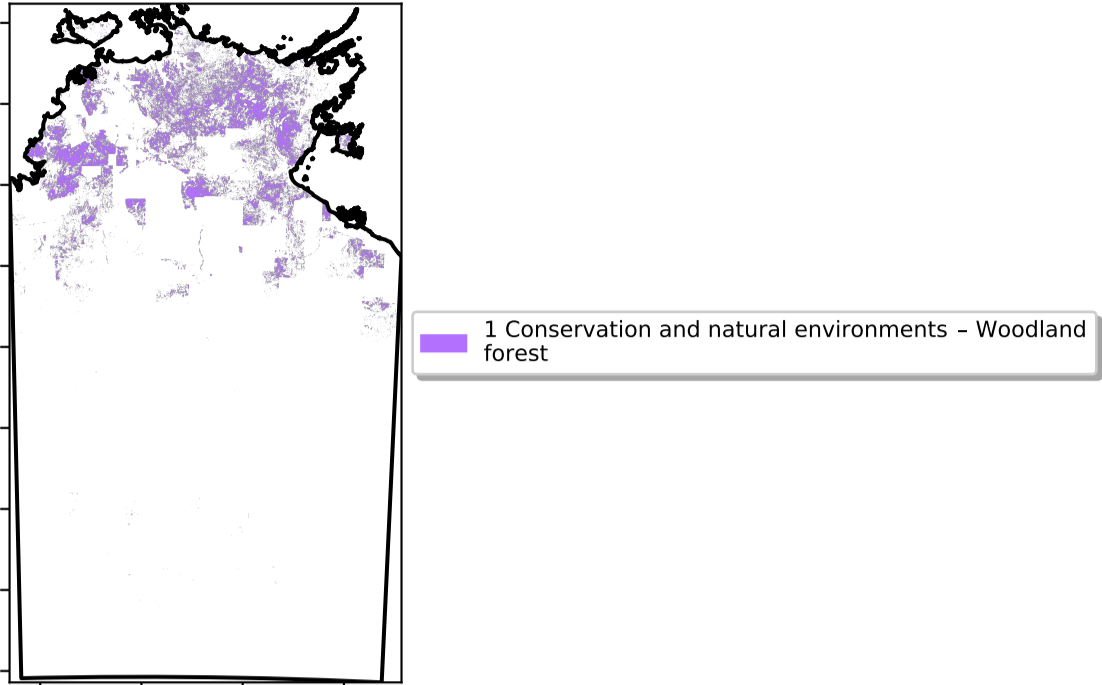 1 Conservation and natural environments – Woodland
forest